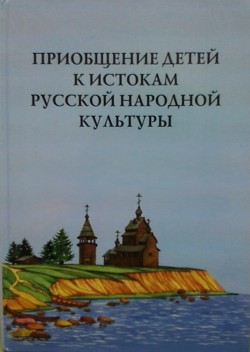 ПРИОБЩЕНИЕ ДЕТЕЙ
К ИСТОКАМ
РУССКОЙ НАРОДНОЙ
КУЛЬТУРЫ